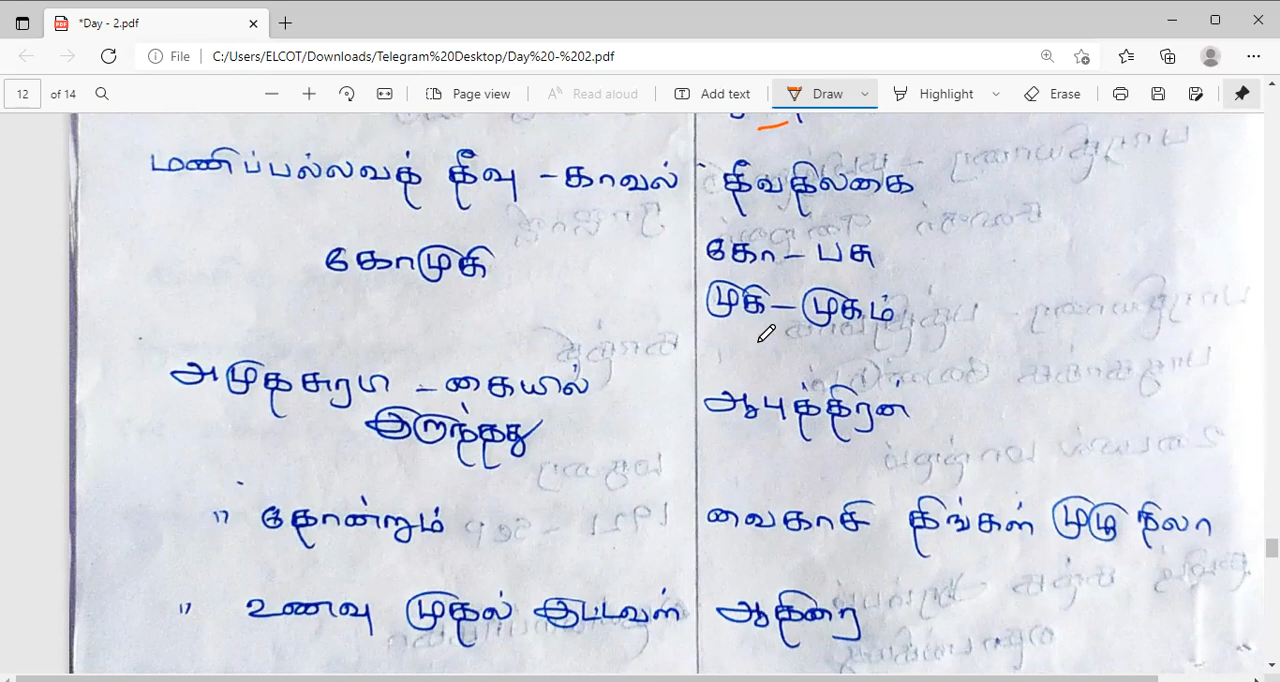 *Day - 2.pdf
File C:/Users/ELCOT/Downloads/Telegram%20Desktop/Day%20-%202.pdf
12 of 14 Page view Read aloud Add text Draw Highlight Erase
மணிப்பல்லவத் தீவு - காவல் தீவதிலகை
கோமுகி கோ - பசு
முகி - முகம்
அமுதசுரபி - கையில் ஆபுத்திரன்
இருந்தது
" தோன்றும் வைகாசி திங்கள் முழு நிலா
" உணவு முதல் இட்டவள் ஆதிரை